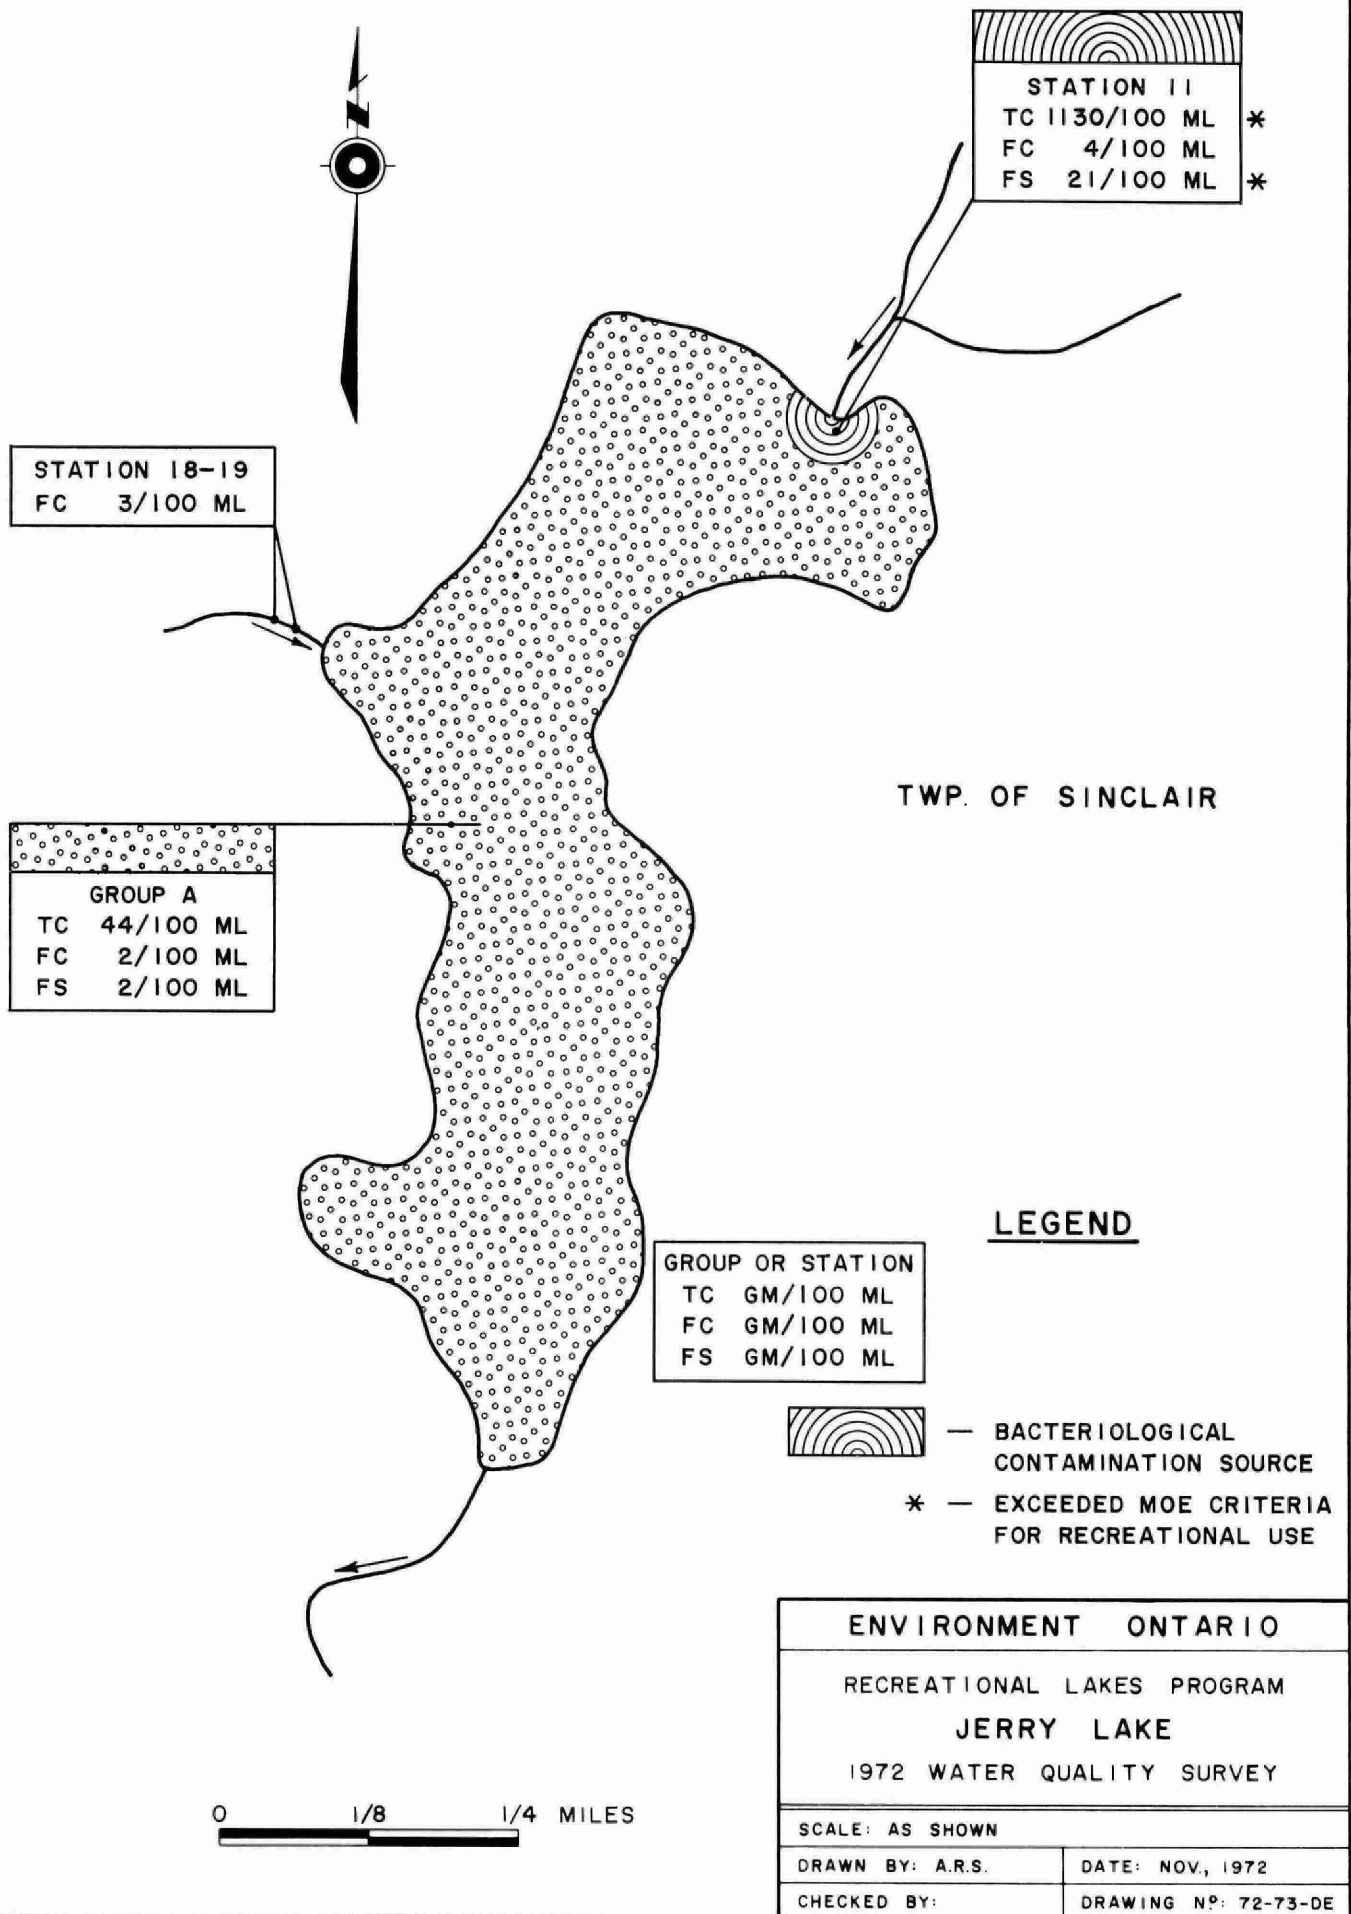 N
STATION 11
TC 1130/100 ML *
FC 4/100 ML
FS 21/100 ML *
STATION 18-19
FC 3/100 ML
TWP. OF SINCLAIR
GROUP A
TC 44/100 ML
FC 2/100 ML
FS 2/100 ML
LEGEND
GROUP OR STATION
TC GM/100 ML
FC GM/100 ML
FS GM/100 ML
— BACTERIOLOGICAL
CONTAMINATION SOURCE
* — EXCEEDED MOE CRITERIA
FOR RECREATIONAL USE
ENVIRONMENT ONTARIO
RECREATIONAL LAKES PROGRAM
JERRY LAKE
1972 WATER QUALITY SURVEY
0 1/8 1/4 MILES
SCALE: AS SHOWN
DRAWN BY: A.R.S. DATE: NOV., 1972
CHECKED BY: DRAWING Nº: 72-73-DE